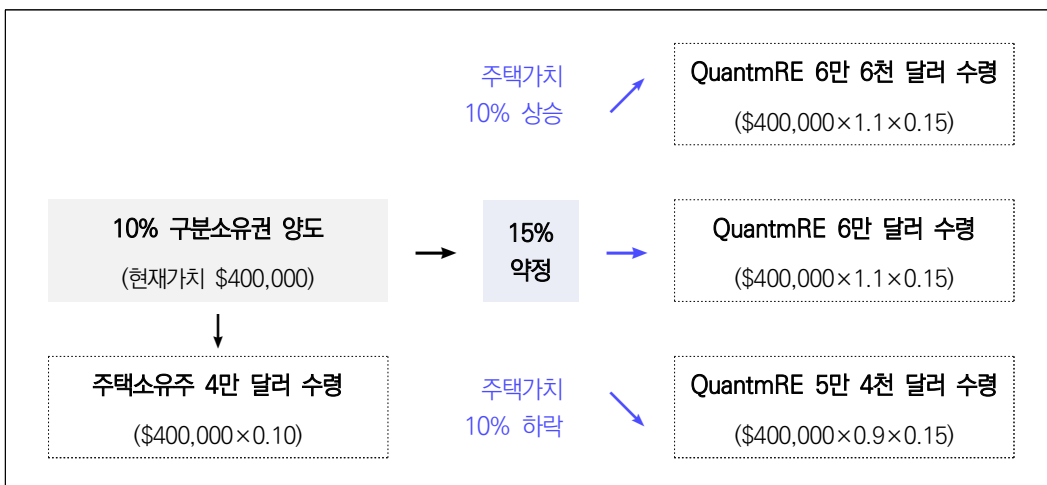 주택가치
10% 상승
QuantmRE 6만 6천 달러 수령
($400,000×1.1×0.15)
10% 구분소유권 양도
(현재가치 $400,000)
15%
약정
QuantmRE 6만 달러 수령
($400,000×1.1×0.15)
주택소유주 4만 달러 수령
($400,000×0.10)
주택가치
10% 하락
QuantmRE 5만 4천 달러 수령
($400,000×0.9×0.15)